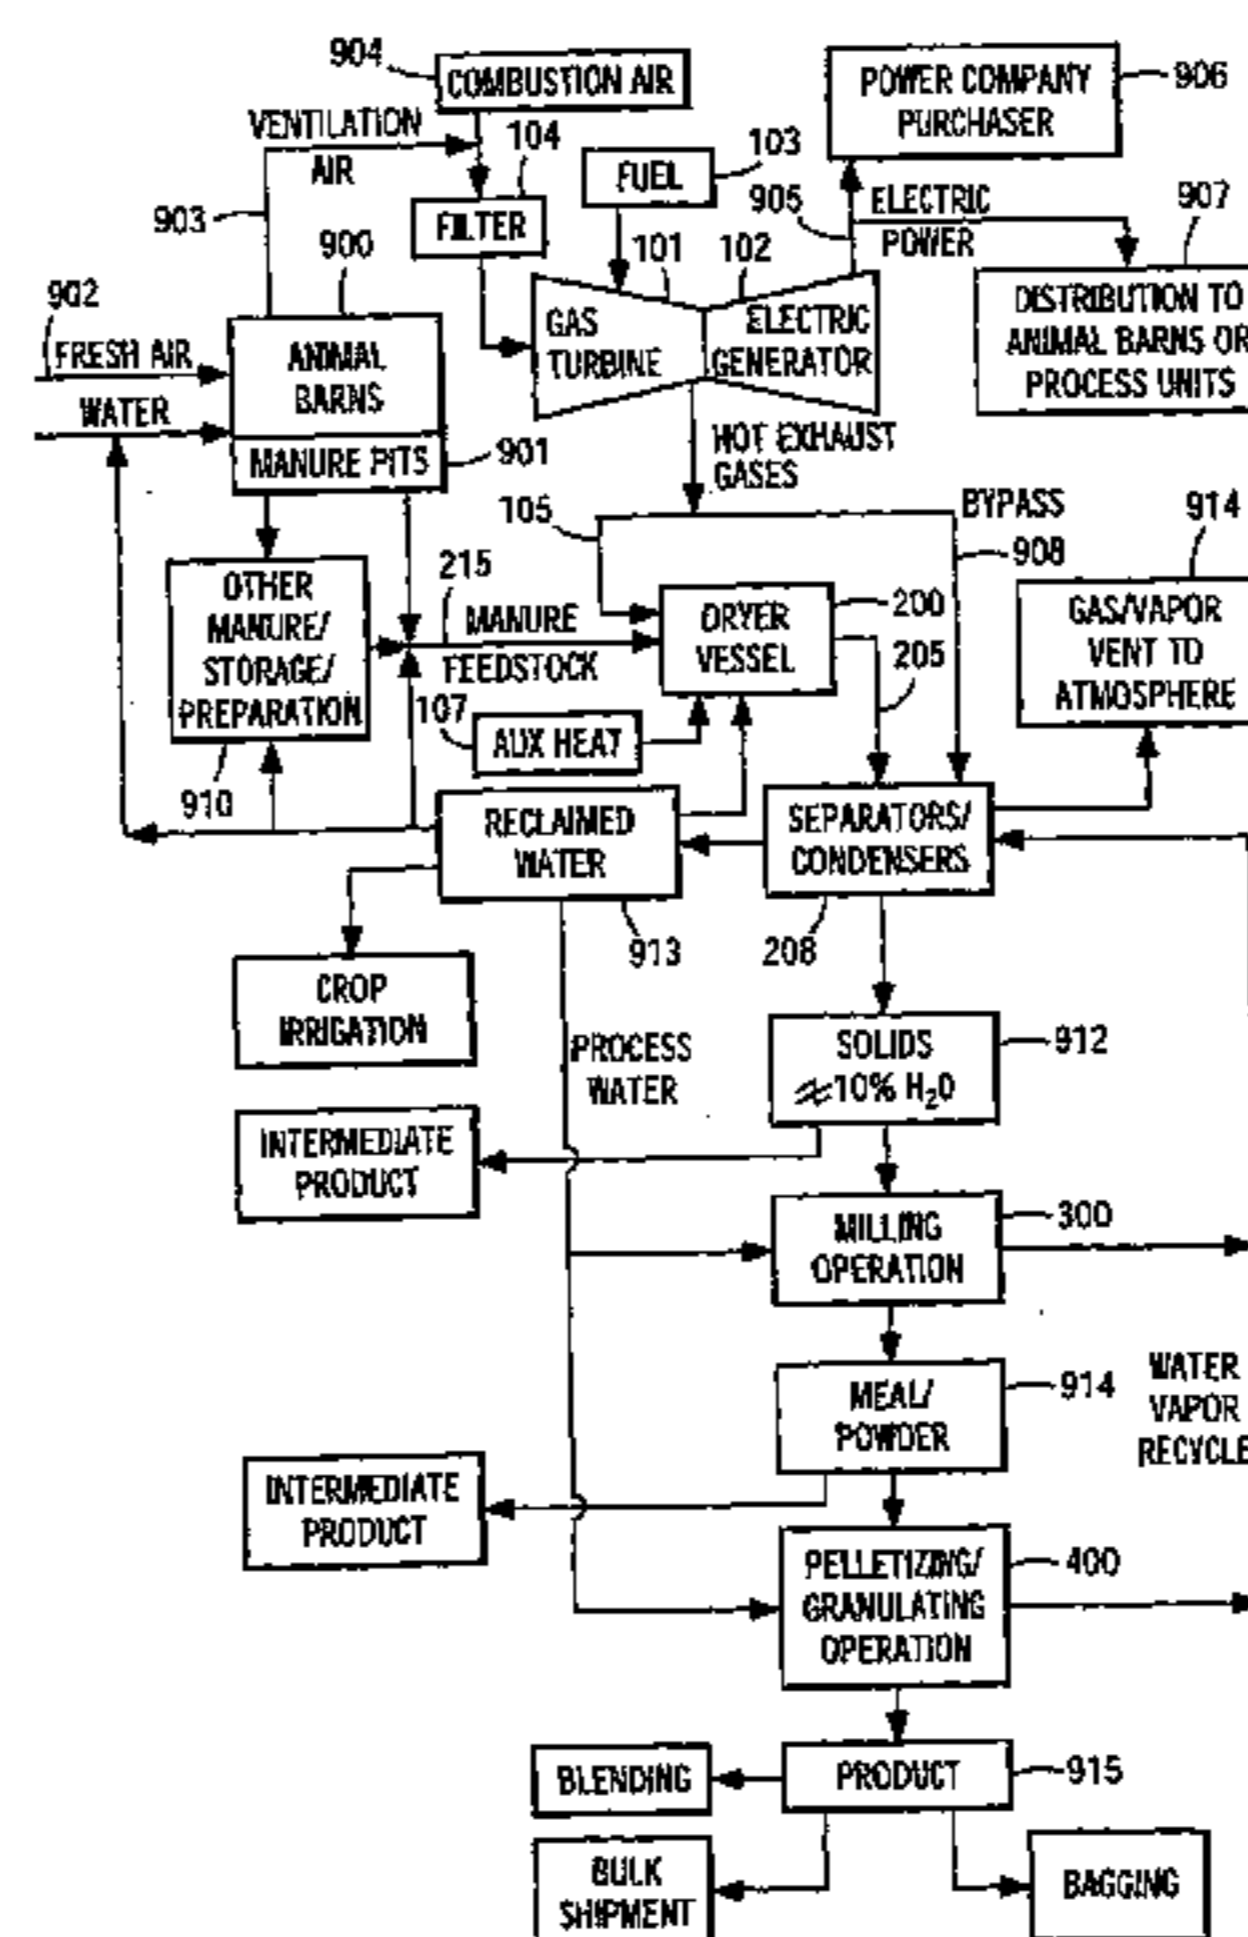 904
COMBUSTION AIR
POWER COMPANY
PURCHASER
906
VENTILATION
AIR
104
FUEL
103
903
FILTER
905
ELECTRIC
POWER
907
900
101
102
902
FRESH AIR
WATER
ANIMAL
BARNS
MANURE PITS
901
GAS
TURBINE
ELECTRIC
GENERATOR
DISTRIBUTION TO
ANIMAL BARNS OR
PROCESS UNITS
HOT EXHAUST
GASES
105
BYPASS
908
914
OTHER
MANURE/
STORAGE/
PREPARATION
910
215
MANURE
FEEDSTOCK
DRYER
VESSEL
200
205
GAS/VAPOR
VENT TO
ATMOSPHERE
107
AUX HEAT
RECLAIMED
WATER
913
SEPARATORS/
CONDENSERS
208
CROP
IRRIGATION
PROCESS
WATER
SOLIDS
≉10% H₂O
912
INTERMEDIATE
PRODUCT
MILLING
OPERATION
300
MEAL/
POWDER
914
WATER
VAPOR
RECYCLE
INTERMEDIATE
PRODUCT
PELLETIZING/
GRANULATING
OPERATION
400
BLENDING
PRODUCT
915
BULK
SHIPMENT
BAGGING